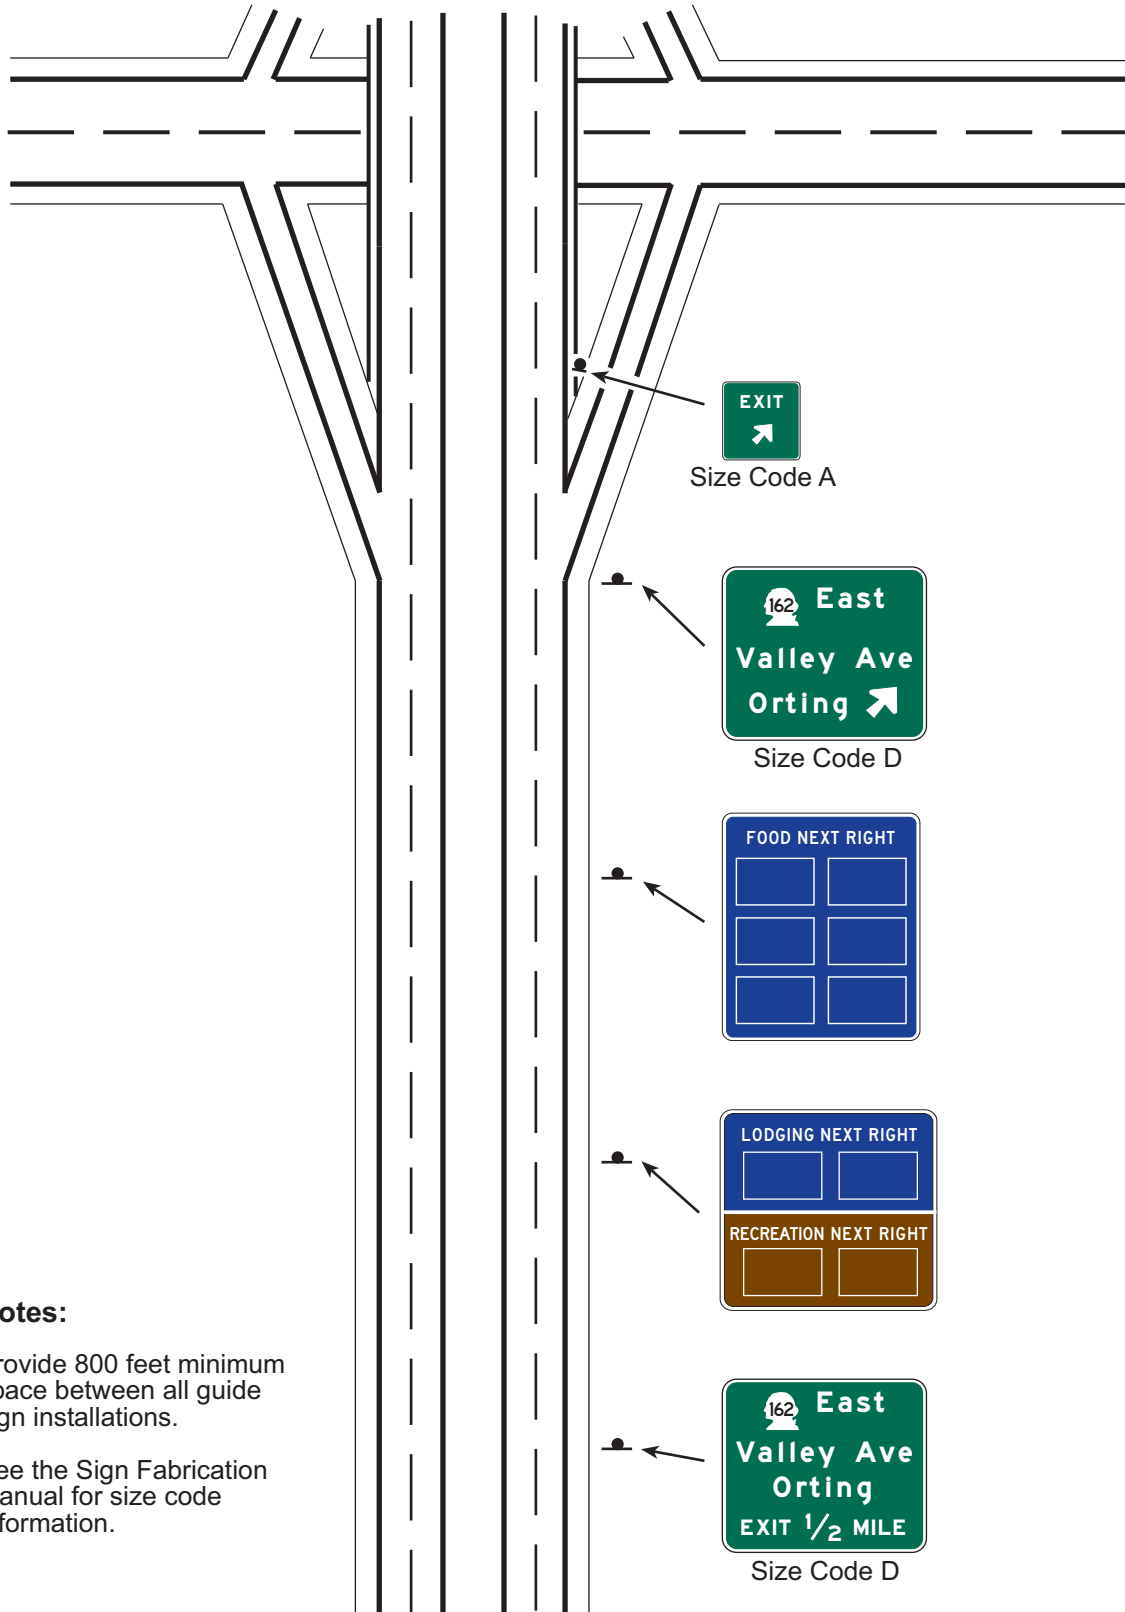 EXIT
Size Code A
162 East
Valley Ave
Orting
Size Code D
FOOD NEXT RIGHT
LODGING NEXT RIGHT
RECREATION NEXT RIGHT
otes:
rovide 800 feet minimum
pace between all guide
gn installations.
ee the Sign Fabrication
anual for size code
formation.
162 East
Valley Ave
Orting
EXIT 1/2 MILE
Size Code D